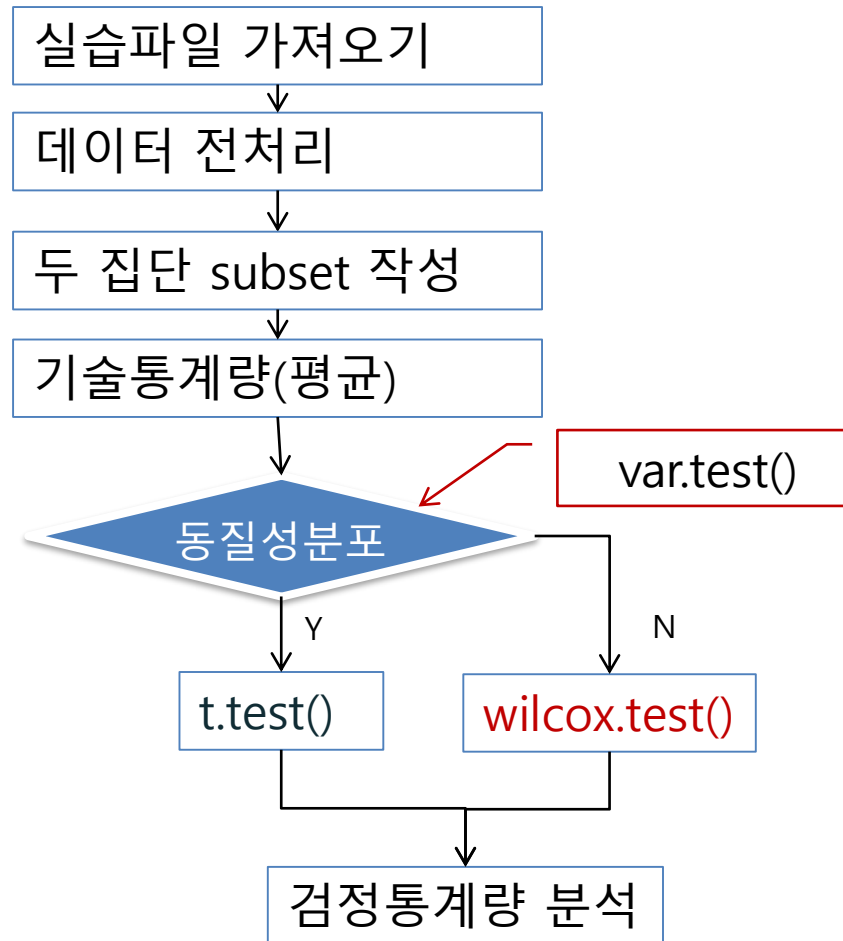 실습파일 가져오기
데이터 전처리
두 집단 subset 작성
기술통계량(평균)
var.test()
동질성분포
Y
N
t.test()
wilcox.test()
검정통계량 분석